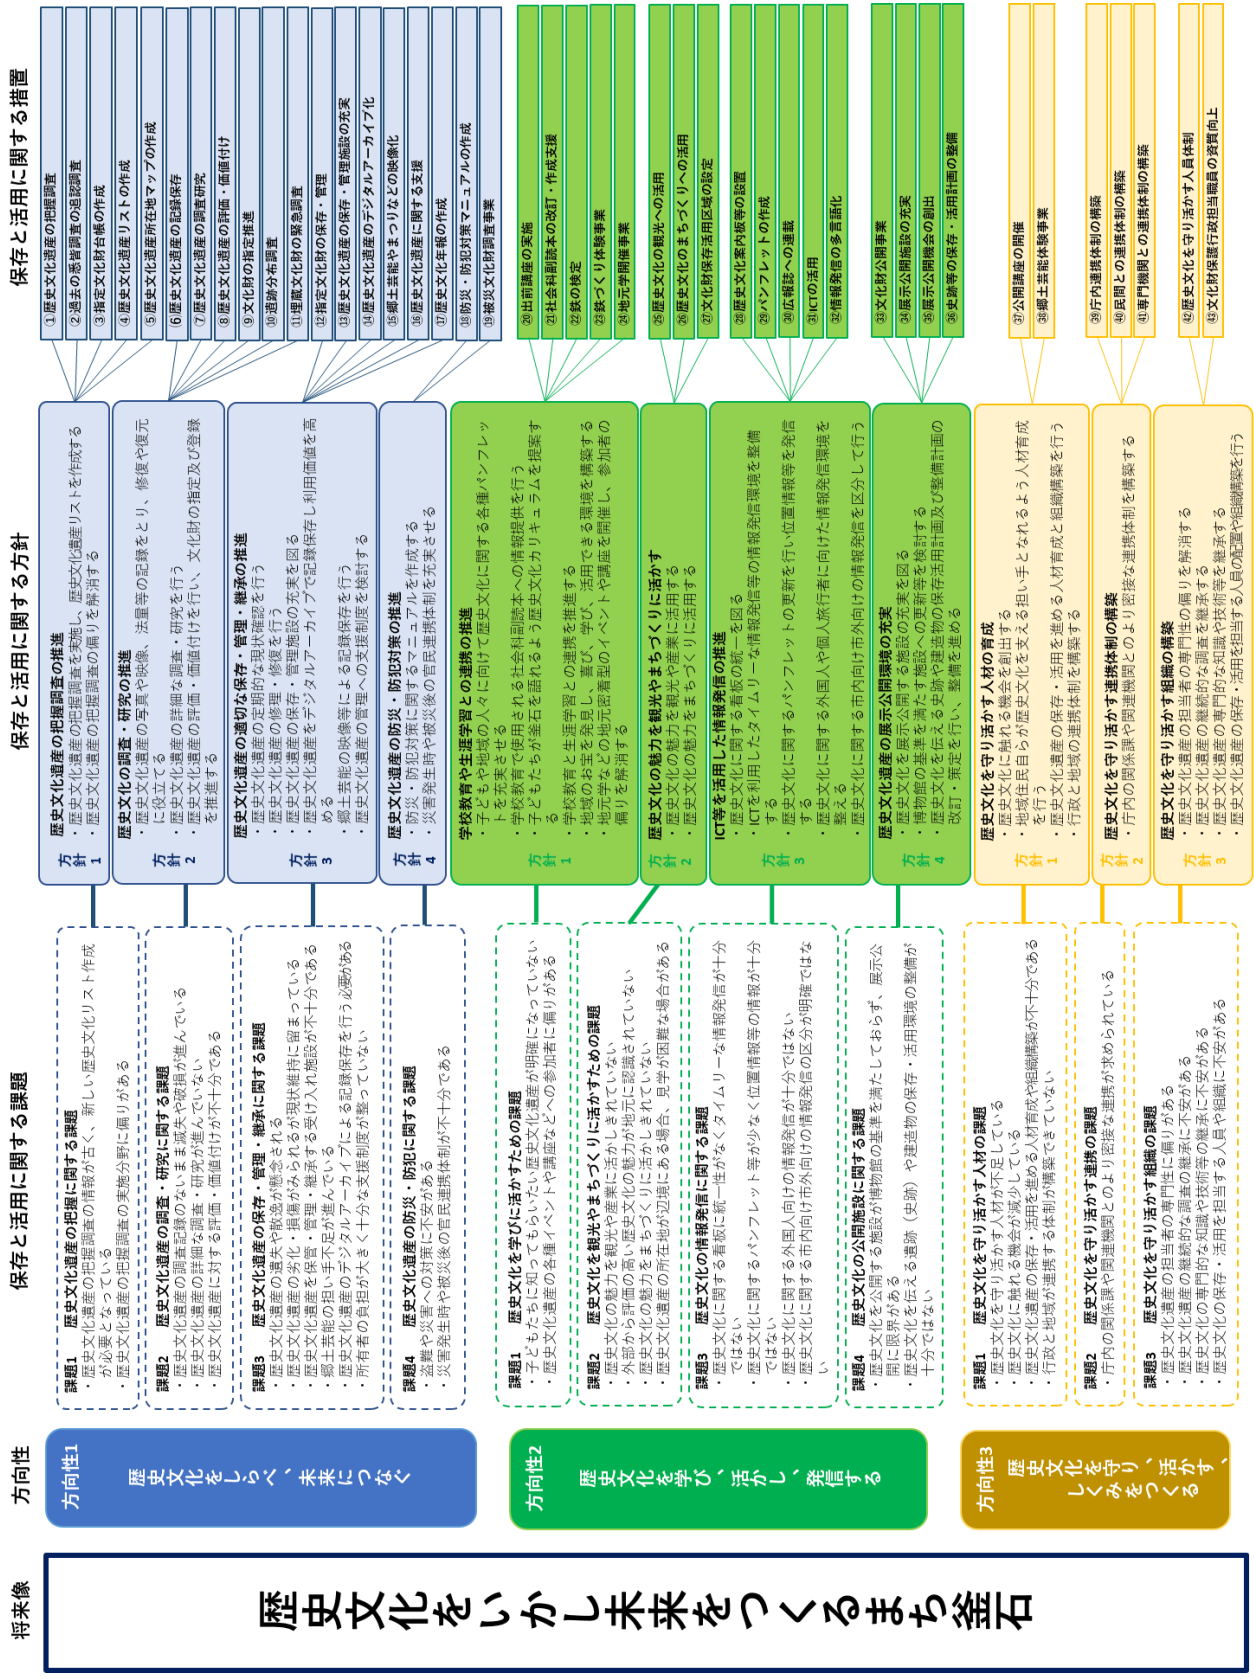 将来像
方向性
保存と活用に関する課題
保存と活用に関する方針
保存と活用に関する措置
歴史文化をいかし未来をつくるまち釜石
方向性1
歴史文化をしらべ、未来につなぐ
課題1 歴史文化遺産の把握に関する課題
・歴史文化遺産の把握調査の情報が古く、新しい歴史文化リスト作成
が必要となっている
・歴史文化遺産の把握調査の実施分野に偏りがある
課題2 歴史文化遺産の調査・研究に関する課題
・歴史文化遺産の調査記録のないまま滅失や破損が進んでいる
・歴史文化遺産の詳細な調査・研究が進んでいない
・歴史文化遺産に対する評価・価値付けが不十分である
課題3 歴史文化遺産の保存・管理・継承に関する課題
・歴史文化遺産の遺失や散逸が懸念される
・歴史文化遺産の劣化・損傷がみられるが現状維持に留まっている
・歴史文化遺産を保管・管理・継承する受け入れ施設が不十分である
・郷土芸能の担い手不足が進んでいる
・歴史文化遺産のデジタルアーカイブによる記録保存を行う必要がある
・所有者の負担が大きく十分な支援制度が整っていない
課題4 歴史文化遺産の防災・防犯に関する課題
・盗難や災害への対策に不安がある
・災害発生時や被災後の官民連携体制が不十分である
方針1
歴史文化遺産の把握調査の推進
・歴史文化遺産の把握調査を実施し、歴史文化遺産リストを作成する
・歴史文化遺産の把握調査の偏りを解消する
方針2
歴史文化の調査・研究の推進
・歴史文化遺産の写真や映像、法量等の記録をとり、修復や復元
に役立てる
・歴史文化遺産の詳細な調査・研究を行う
・歴史文化遺産の評価・価値付けを行い、文化財の指定及び登録
を推進する
方針3
歴史文化遺産の適切な保存・管理・継承の推進
・歴史文化遺産の定期的な現状確認を行う
・歴史文化遺産の修理・修復を行う
・歴史文化遺産の保存・管理施設の充実を図る
・歴史文化遺産をデジタルアーカイブで記録保存し利用価値を高
める
・郷土芸能の映像等による記録保存を行う
・歴史文化遺産の管理への支援制度を検討する
方針4
歴史文化遺産の防災・防犯対策の推進
・防災・防犯対策に関するマニュアルを作成する
・災害発生時や被災後の官民連携体制を充実させる
①歴史文化遺産の把握調査
②過去の悉皆調査の追認調査
③指定文化財台帳の作成
④歴史文化遺産リストの作成
⑤歴史文化遺産所在地マップの作成
⑥歴史文化遺産の記録保存
⑦歴史文化遺産の調査研究
⑧歴史文化遺産の評価・価値付け
⑨文化財の指定推進
⑩遺跡分布調査
⑪埋蔵文化財の緊急調査
⑫指定文化財の保存・管理
⑬歴史文化遺産の保存・管理施設の充実
⑭歴史文化遺産のデジタルアーカイブ化
⑮郷土芸能やまつりなどの映像化
⑯歴史文化遺産に関する支援
⑰歴史文化年報の作成
⑱防災・防犯対策マニュアルの作成
⑲被災文化財調査事業
方向性2
歴史文化を学び、活かし、発信する
課題1 歴史文化を学びに活かすための課題
・子どもたちに知ってもらいたい歴史文化遺産が明確になっていない
・歴史文化遺産の各種イベントや講座などへの参加者に偏りがある
課題2 歴史文化を観光やまちづくりに活かすための課題
・歴史文化の魅力を観光や産業に活かしきれていない
・外部から評価の高い歴史文化の魅力が地元に認識されていない
・歴史文化の魅力をまちづくりに活かしきれていない
・歴史文化遺産の所在地が辺境にある場合、見学が困難な場合がある
課題3 歴史文化の情報発信に関する課題
・歴史文化に関する看板に統一性がなくタイムリーな情報発信が十分
ではない
・歴史文化に関するパンフレット等が少なく位置情報等の情報が十分
ではない
・歴史文化に関する外国人向けの情報発信が十分ではない
・歴史文化に関する市内向け市外向けの情報発信の区分が明確ではな
い
課題4 歴史文化の公開施設に関する課題
・歴史文化を公開する施設が博物館の基準を満たしておらず、展示公
開に限界がある
・歴史文化を伝える遺跡（史跡）や建造物の保存・活用環境の整備が
十分ではない
方針1
学校教育や生涯学習との連携の推進
・子どもや地域の人々に向けて歴史文化に関する各種パンフレッ
トを充実させる
・学校教育で使用される社会科副読本への情報提供を行う
・子どもたちが釜石を語れるよう歴史文化カリキュラムを提案す
る
・学校教育と生涯学習との連携を推進する
・地域のお宝を発見し、喜び、学び、活用できる環境を構築する
・地元学などの地元密着型のイベントや講座を開催し、参加者の
偏りを解消する
方針2
歴史文化の魅力を観光やまちづくりに活かす
・歴史文化の魅力を観光や産業に活用する
・歴史文化の魅力をまちづくりに活用する
方針3
ICT等を活用した情報発信の推進
・歴史文化に関する看板の統一を図る
・ICTを利用したタイムリーな情報発信等の情報発信環境を整備
する
・歴史文化に関するパンフレットの更新を行い位置情報等を発信
する
・歴史文化に関する外国人や個人旅行者に向けた情報発信環境を
整える
・歴史文化に関する市内向け市外向けの情報発信を区分して行う
方針4
歴史文化遺産の展示公開環境の充実
・歴史文化を展示公開する施設の充実を図る
・博物館の基準を満たす施設への更新等を検討する
・歴史文化を伝える史跡や建造物の保存活用計画及び整備計画の
改訂・策定を行い、整備を進める
⑳出前講座の実施
㉑社会科副読本の改訂・作成支援
㉒鉄の検定
㉓鉄づくり体験事業
㉔地元学開催事業
㉕歴史文化の観光への活用
㉖歴史文化のまちづくりへの活用
㉗文化財保存活用区域の設定
㉘歴史文化案内板等の設置
㉙パンフレットの作成
㉚広報誌への連載
㉛ICTの活用
㉜情報発信の多言語化
㉝文化財公開事業
㉞展示公開施設の充実
㉟展示公開機会の創出
㊱史跡等の保存・活用計画の整備
方向性3
歴史文化を守り、活かす、
しくみをつくる
課題1 歴史文化を守り活かす人材の課題
・歴史文化を守り活かす人材が不足している
・歴史文化に触れる機会が減少している
・歴史文化遺産の保存・活用を進める人材育成や組織構築が不十分である
・行政と地域が連携する体制が構築できていない
課題2 歴史文化を守り活かす連携の課題
・庁内の関係課や関連機関とのより密接な連携が求められている
課題3 歴史文化を守り活かす組織の課題
・歴史文化遺産の担当者の専門性に偏りがある
・歴史文化遺産の継続的な調査の継承に不安がある
・歴史文化の専門的な知識や技術等の継承に不安がある
・歴史文化の保存・活用を担当する人員や組織に不安がある
方針1
歴史文化を守り活かす人材の育成
・歴史文化に触れる機会を創出する
・地域住民自らが歴史文化を支える担い手となれるよう人材育成
を行う
・歴史文化遺産の保存・活用を進める人材育成と組織構築を行う
・行政と地域の連携体制を構築する
方針2
歴史文化を守り活かす連携体制の構築
・庁内の関係課や関連機関とのより密接な連携体制を構築する
方針3
歴史文化を守り活かす組織の構築
・歴史文化遺産の担当者の専門性の偏りを解消する
・歴史文化遺産の継続的な調査を継承する
・歴史文化遺産の専門的な知識や技術等を継承する
・歴史文化遺産の保存・活用を担当する人員の配置や組織構築を行う
㊲公開講座の開催
㊳郷土芸能体験事業
㊴庁内連携体制の構築
㊵民間との連携体制の構築
㊶専門機関との連携体制の構築
㊷歴史文化を守り活かす人員体制
㊸文化財保護行政担当職員の資質向上